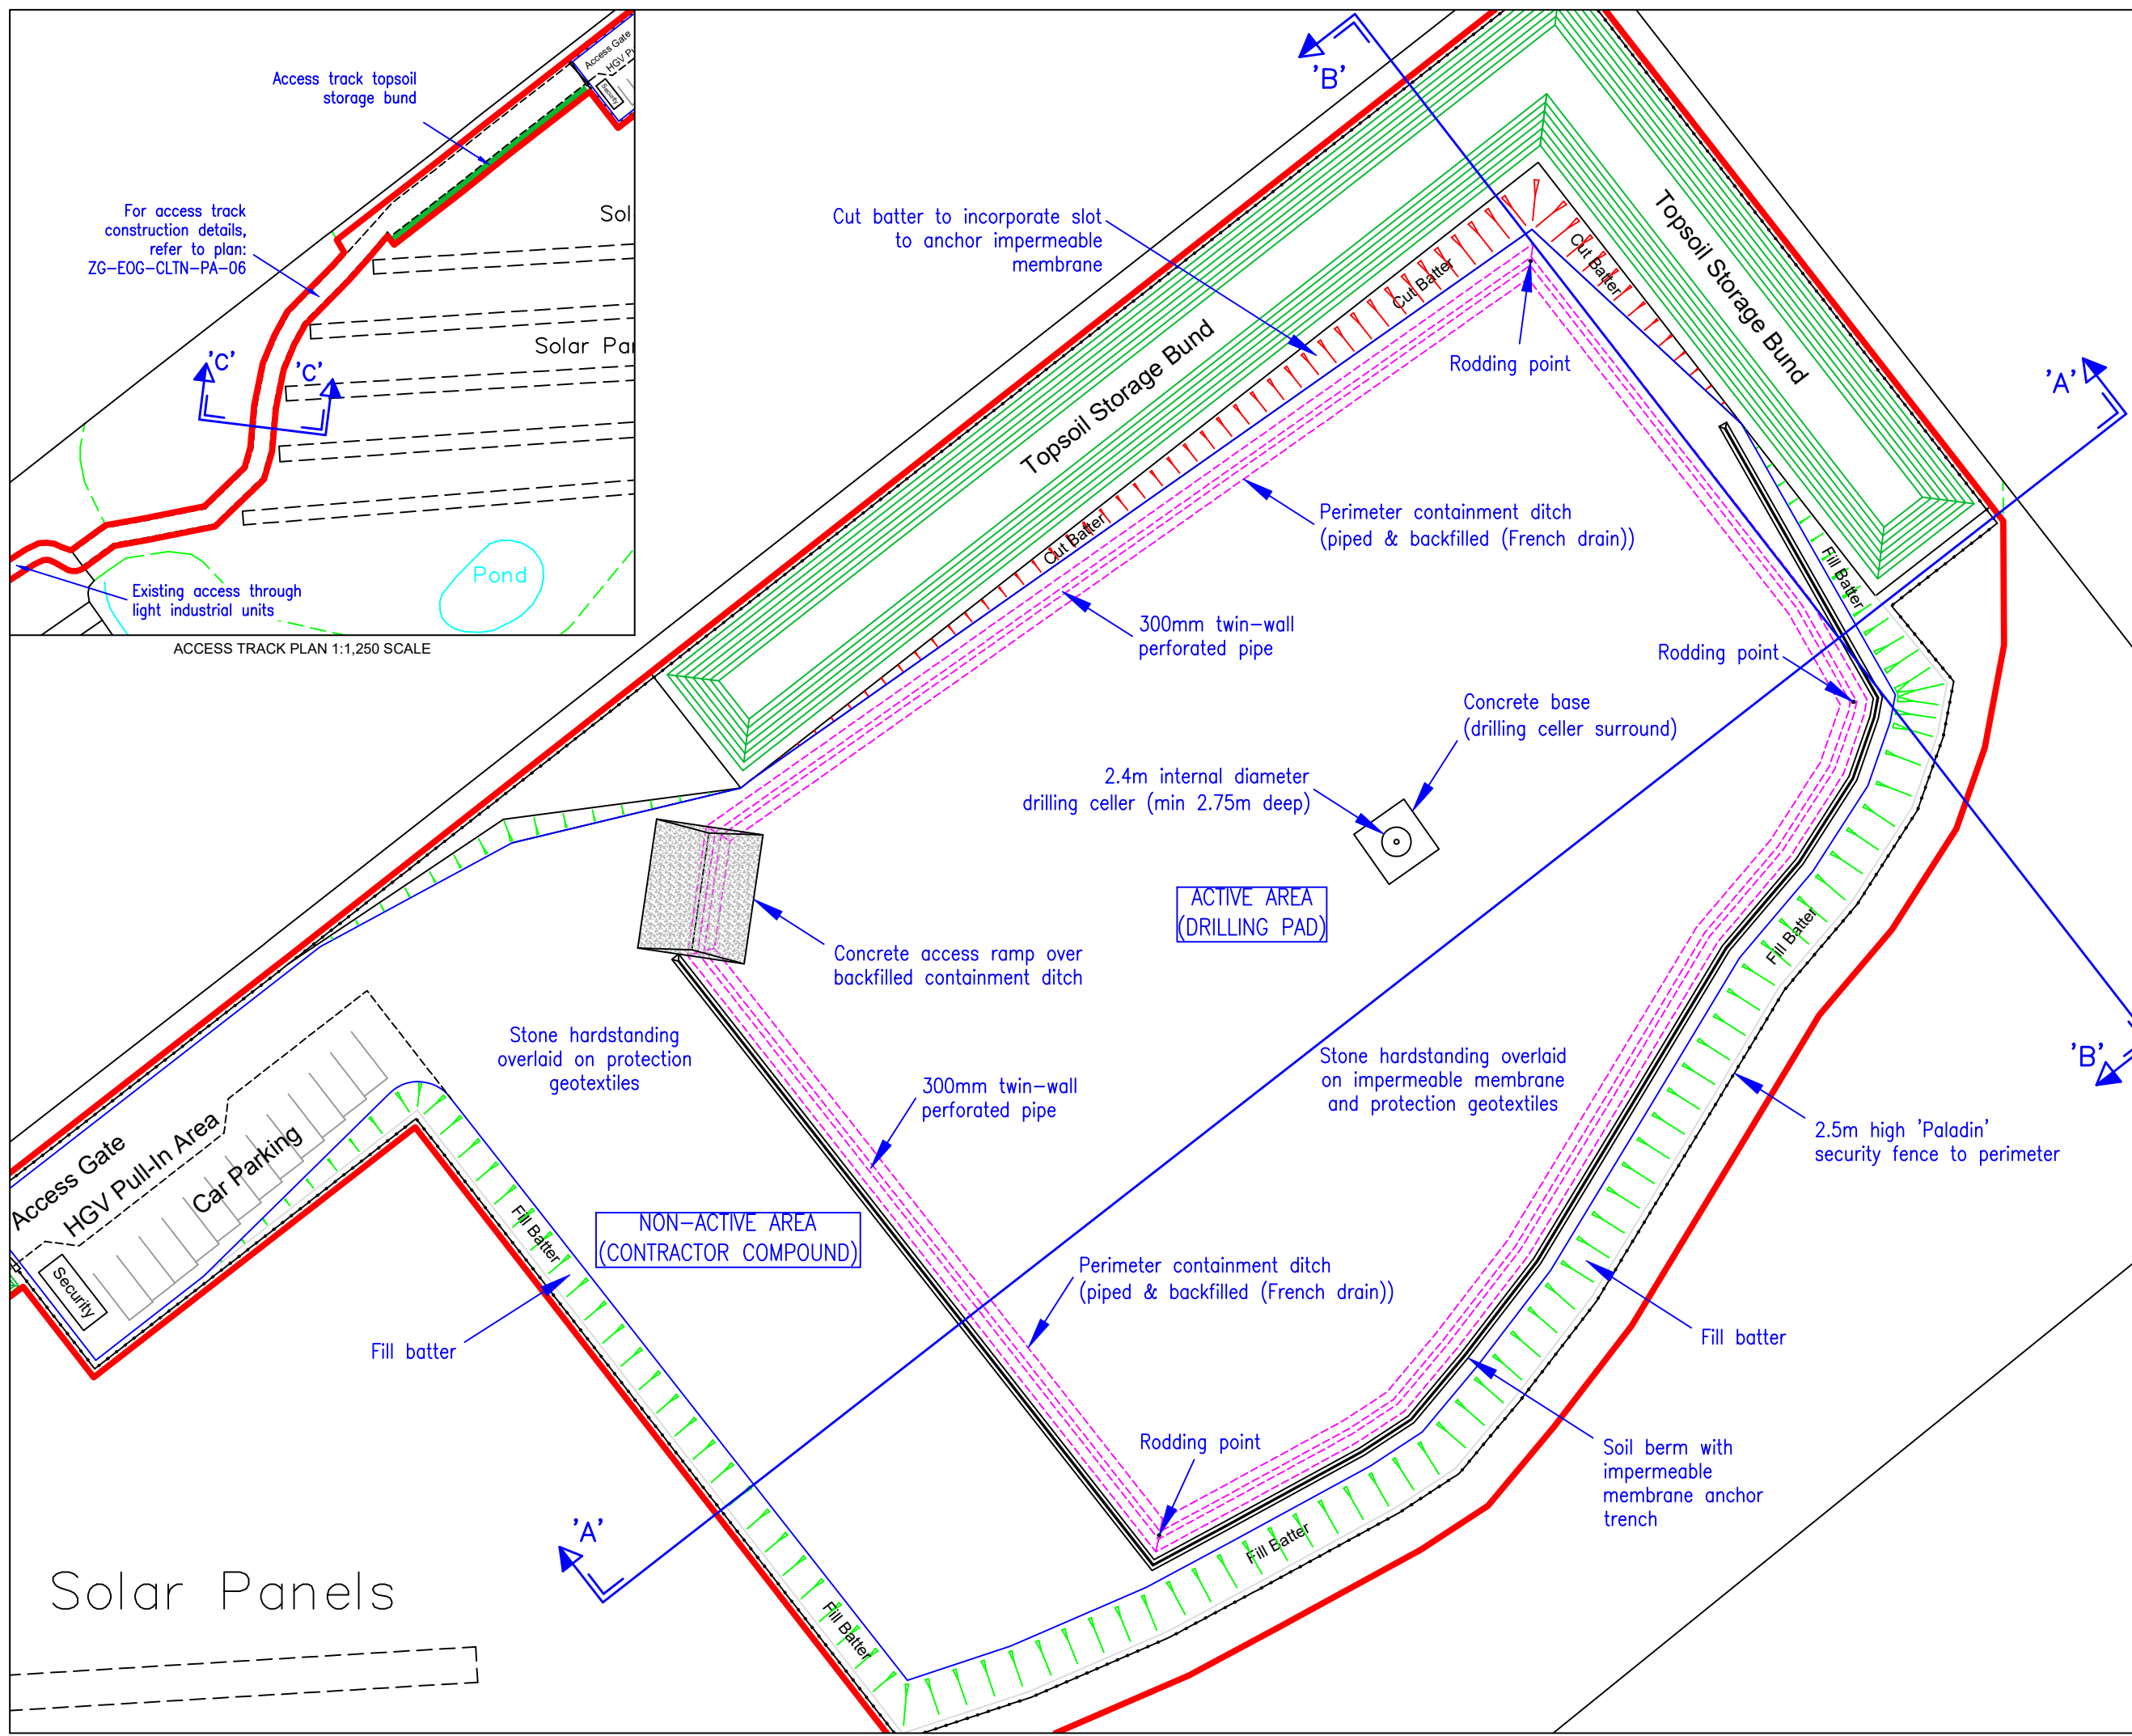 Access track topsoil
storage bund
Access Gate
Security
For access track
construction details,
refer to plan:
ZG-EOG-CLTN-PA-06
'C'
'C'
Pond
Existing access through
light industrial units
ACCESS TRACK PLAN 1:1,250 SCALE
'B'
Cut batter to incorporate slot
to anchor impermeable
membrane
Cut Batter
Cut Batter
Topsoil Storage Bund
Topsoil Storage Bund
'A'
Rodding point
Cut Batter
Perimeter containment ditch
(piped & backfilled (French drain))
Fill Batter
300mm twin-wall
perforated pipe
Rodding point
Concrete base
(drilling celler surround)
2.4m internal diameter
drilling celler (min 2.75m deep)
ACTIVE AREA
(DRILLING PAD)
Fill Batter
Concrete access ramp over
backfilled containment ditch
Stone hardstanding
overlaid on protection
geotextiles
Stone hardstanding overlaid
on impermeable membrane
and protection geotextiles
'B'
300mm twin-wall
perforated pipe
2.5m high 'Paladin'
security fence to perimeter
Access Gate
HGV Pull-In Area
Car Parking
Security
Fill Batter
NON-ACTIVE AREA
(CONTRACTOR COMPOUND)
Perimeter containment ditch
(piped & backfilled (French drain))
Fill batter
Fill batter
Rodding point
Soil berm with
impermeable
membrane anchor
trench
'A'
Fill Batter
Solar Panels
Fill Batter